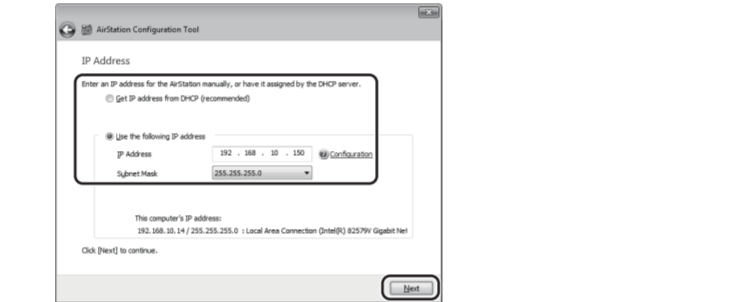 AirStation Configuration Tool
IP Address
Enter an IP address for the AirStation manually, or have it assigned by the DHCP server.
Get IP address from DHCP (recommended)
Use the following IP address
IP Address 192 . 168 . 10 . 150 Configuration
Subnet Mask 255.255.255.0
This computer's IP address:
192.168.10.14 / 255.255.255.0 : Local Area Connection (Intel(R) 82579V Gigabit Net
Click [Next] to continue.
Next